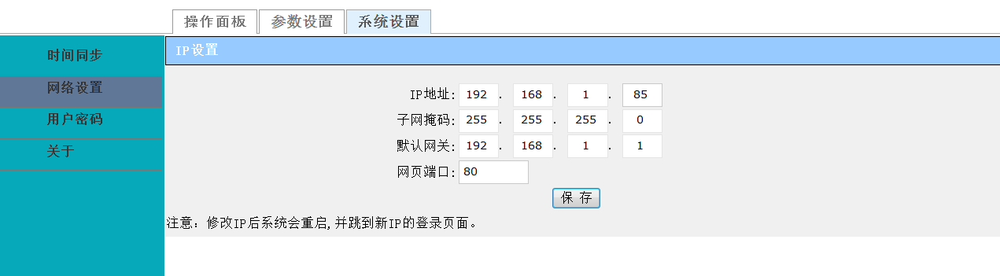 操作面板 参数设置 系统设置
时间同步
网络设置
用户密码
关于
IP设置
IP地址: 192 . 168 . 1 . 85
子网掩码: 255 . 255 . 255 . 0
默认网关: 192 . 168 . 1 . 1
网页端口: 80
保 存
注意：修改IP后系统会重启,并跳到新IP的登录页面。